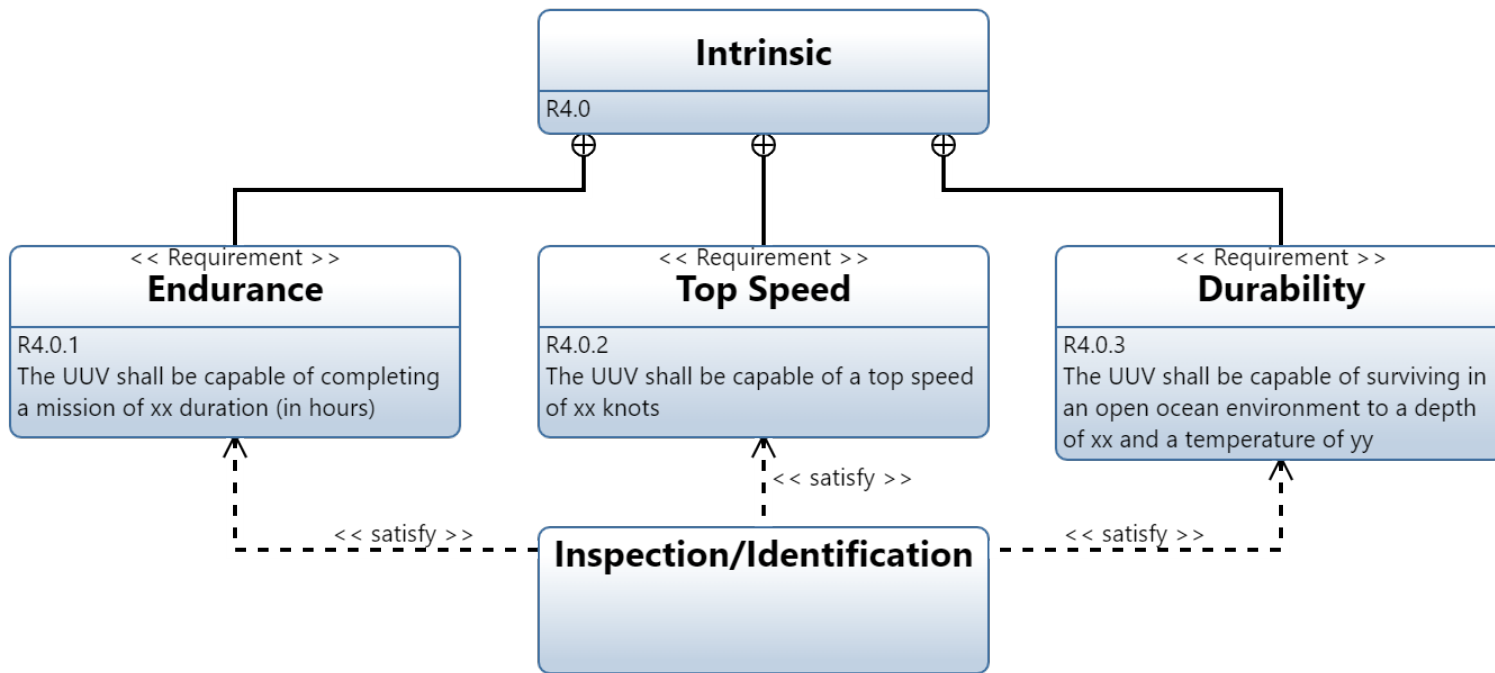 Intrinsic
R4.0
<< Requirement >>
Endurance
R4.0.1
The UUV shall be capable of completing
a mission of xx duration (in hours)
<< Requirement >>
Top Speed
R4.0.2
The UUV shall be capable of a top speed
of xx knots
<< Requirement >>
Durability
R4.0.3
The UUV shall be capable of surviving in
an open ocean environment to a depth
of xx and a temperature of yy
<< satisfy >>
<< satisfy >>
<< satisfy >>
Inspection/Identification